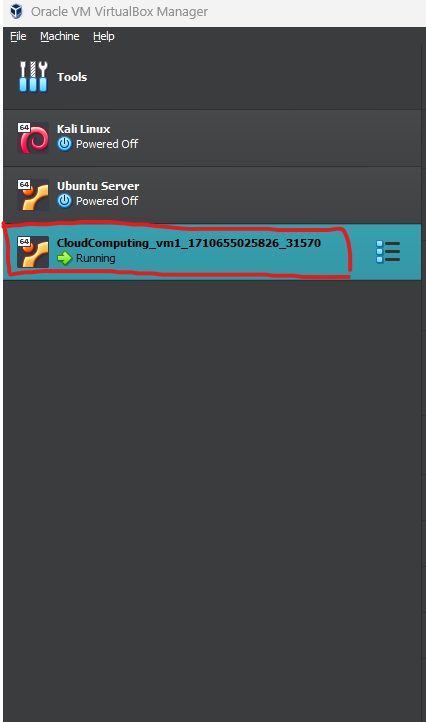 Oracle VM VirtualBox Manager
File Machine Help
Tools
64
Kali Linux
Powered Off
64
Ubuntu Server
Powered Off
64
CloudComputing_vm1_1710655025826_31570
Running